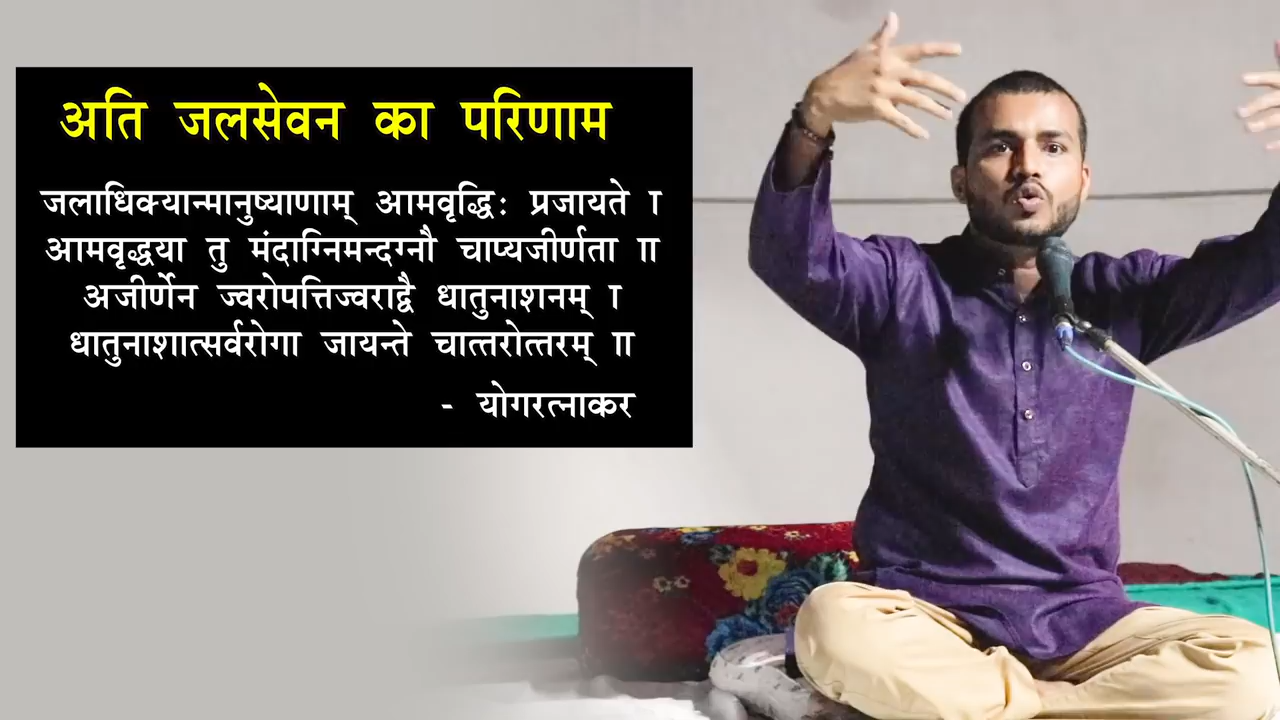 अति जलसेवन का परिणाम
जलाधिक्यान्मानुष्याणाम् आमवृद्धिः प्रजायते ।
आमवृद्धया तु मंदाग्निमन्दग्नौ चाप्यजीर्णता ॥
अजीर्णेन ज्वरोपत्तिज्वराद्वै धातुनाशनम् ।
धातुनाशात्सर्वरोगा जायन्ते चात्तरोत्तरम् ॥
- योगरत्नाकर